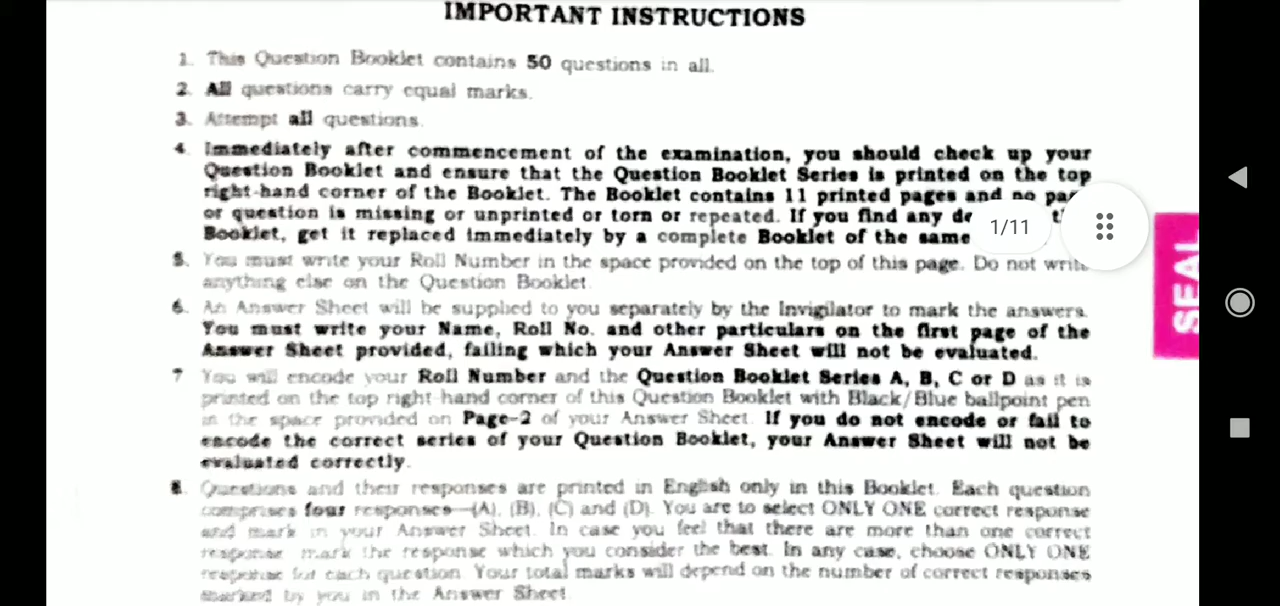 IMPORTANT INSTRUCTIONS
1. This Question Booklet contains 50 questions in all.
2. All questions carry equal marks.
3. Attempt all questions.
4. Immediately after commencement of the examination, you should check up your
Question Booklet and ensure that the Question Booklet Series is printed on the top
right-hand corner of the Booklet. The Booklet contains 11 printed pages and no
or question is missing or unprinted or torn or repeated. If you find any
Booklet, get it replaced immediately by a complete Booklet of the same
1/11
5. You must write your Roll Number in the space provided on the top of this page. Do not write
anything else on the Question Booklet.
6. An Answer Sheet will be supplied to you separately by the Invigilator to mark the answers.
You must write your Name, Roll No. and other particulars on the first page of the
Answer Sheet provided, failing which your Answer Sheet will not be evaluated.
7 You will encode your Roll Number and the Question Booklet Series A, B, C or D as it is
printed on the top right-hand corner of this Question Booklet with Black/Blue ballpoint pen
in the space provided on Page-2 of your Answer Sheet. If you do not encode or fail to
encode the correct series of your Question Booklet, your Answer Sheet will not be
evaluated correctly.
8. Questions and their responses are printed in English only in this Booklet. Each question
comprises four responses—(A), (B), (C) and (D). You are to select ONLY ONE correct response
and mark in your Answer Sheet. In case you feel that there are more than one correct
response mark the response which you consider the best. In any case, choose ONLY ONE
response for each question. Your total marks will depend on the number of correct responses
marked by you in the Answer Sheet.
SEAL